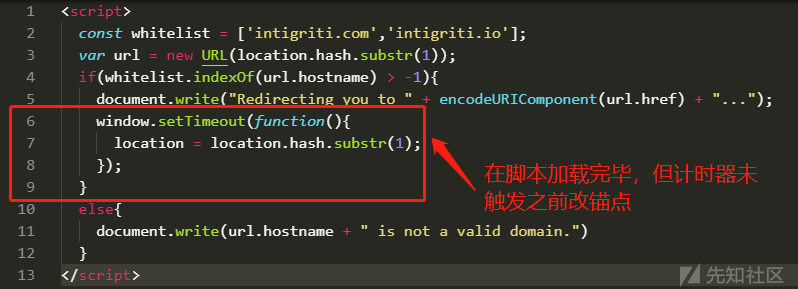 1 <script>
2 const whitelist = ['intigriti.com','intigriti.io'];
3 var url = new URL(location.hash.substr(1));
4 if(whitelist.indexOf(url.hostname) > -1){
5 document.write("Redirecting you to " + encodeURIComponent(url.href) + "...");
6 window.setTimeout(function(){
7 location = location.hash.substr(1);
8 });
9 }
10 else{
11 document.write(url.hostname + " is not a valid domain.")
12 }
13 </script>
在脚本加载完毕，但计时器未
触发之前改锚点
先知社区